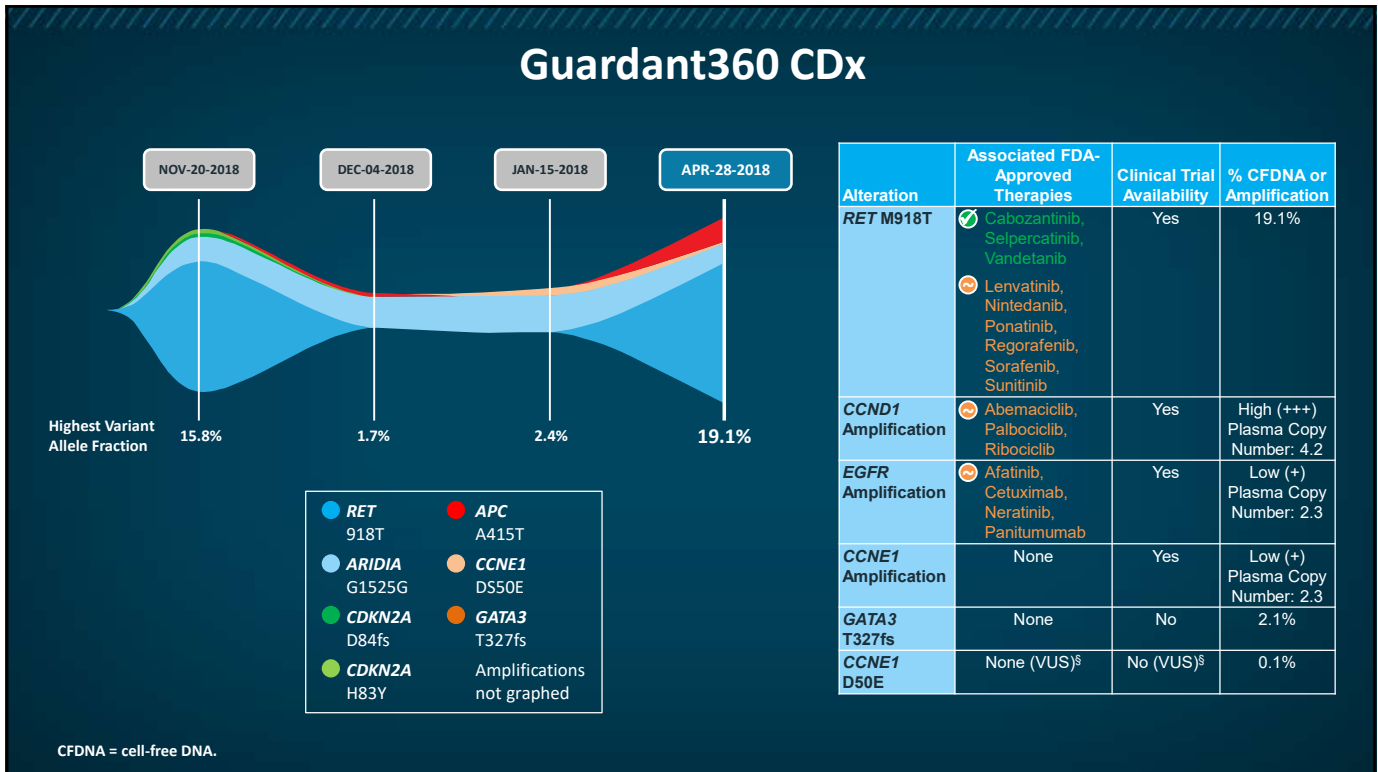 Guardant360 CDx
NOV-20-2018
DEC-04-2018
JAN-15-2018
APR-28-2018
Highest Variant
Allele Fraction
15.8%
1.7%
2.4%
19.1%
RET
918T
APC
A415T
ARIDIA
G1525G
CCNE1
DS50E
CDKN2A
D84fs
GATA3
T327fs
CDKN2A
H83Y
Amplifications
not graphed
Alteration
Associated FDA-
Approved
Therapies
Clinical Trial
Availability
% CFDNA or
Amplification
RET M918T
Cabozantinib,
Selpercatinib,
Vandetanib
Lenvatinib,
Nintedanib,
Ponatinib,
Regorafenib,
Sorafenib,
Sunitinib
Yes
19.1%
CCND1
Amplification
Abemaciclib,
Palbociclib,
Ribociclib
Yes
High (+++)
Plasma Copy
Number: 4.2
EGFR
Amplification
Afatinib,
Cetuximab,
Neratinib,
Panitumumab
Yes
Low (+)
Plasma Copy
Number: 2.3
CCNE1
Amplification
None
Yes
Low (+)
Plasma Copy
Number: 2.3
GATA3
T327fs
None
No
2.1%
CCNE1
D50E
None (VUS)§
No (VUS)§
0.1%
CFDNA = cell-free DNA.